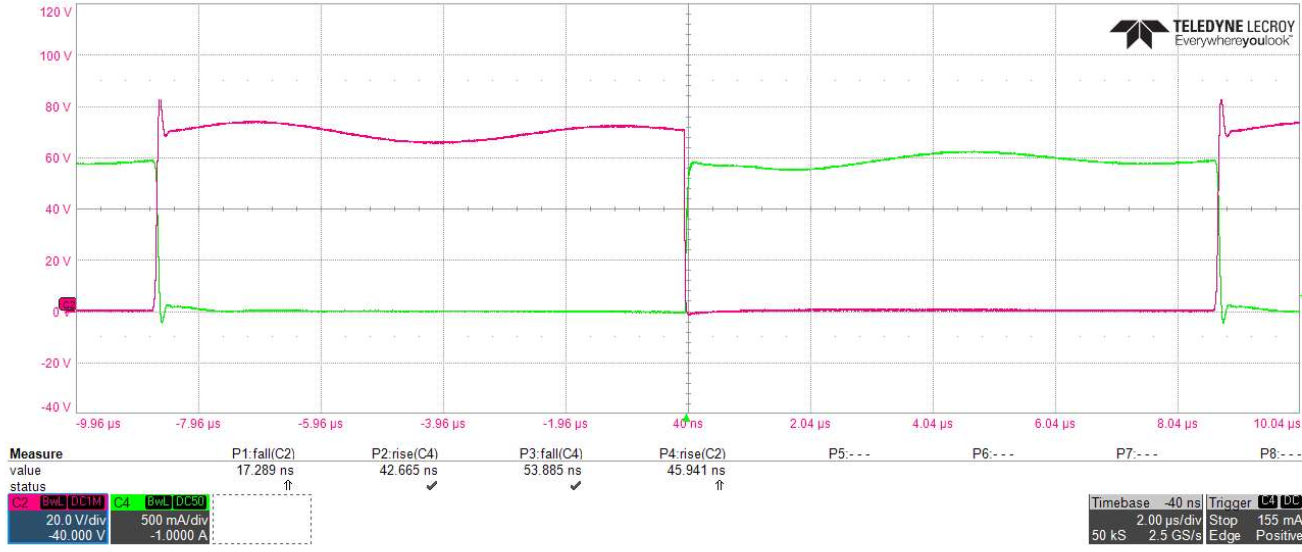 120 V
TELEDYNE LECROY
Everywhereyoulook™
100 V
80 V
60 V
40 V
20 V
0 V
-20 V
-40 V
-9.96 µs -7.96 µs -5.96 µs -3.96 µs -1.96 µs 40 ns 2.04 µs 4.04 µs 6.04 µs 8.04 µs 10.04 µs
Measure P1:fall(C2) P2:rise(C4) P3:fall(C4) P4:rise(C2) P5:- - - P6:- - - P7:- - - P8:- - -
value 17.289 ns 42.665 ns 53.885 ns 45.941 ns
status
C2 BwL DC1M C4 BwL DC50 Timebase -40 ns Trigger C4 DC
20.0 V/div 500 mA/div 2.00 µs/div Stop 155 mA
-40.000 V -1.0000 A 50 kS 2.5 GS/s Edge Positive